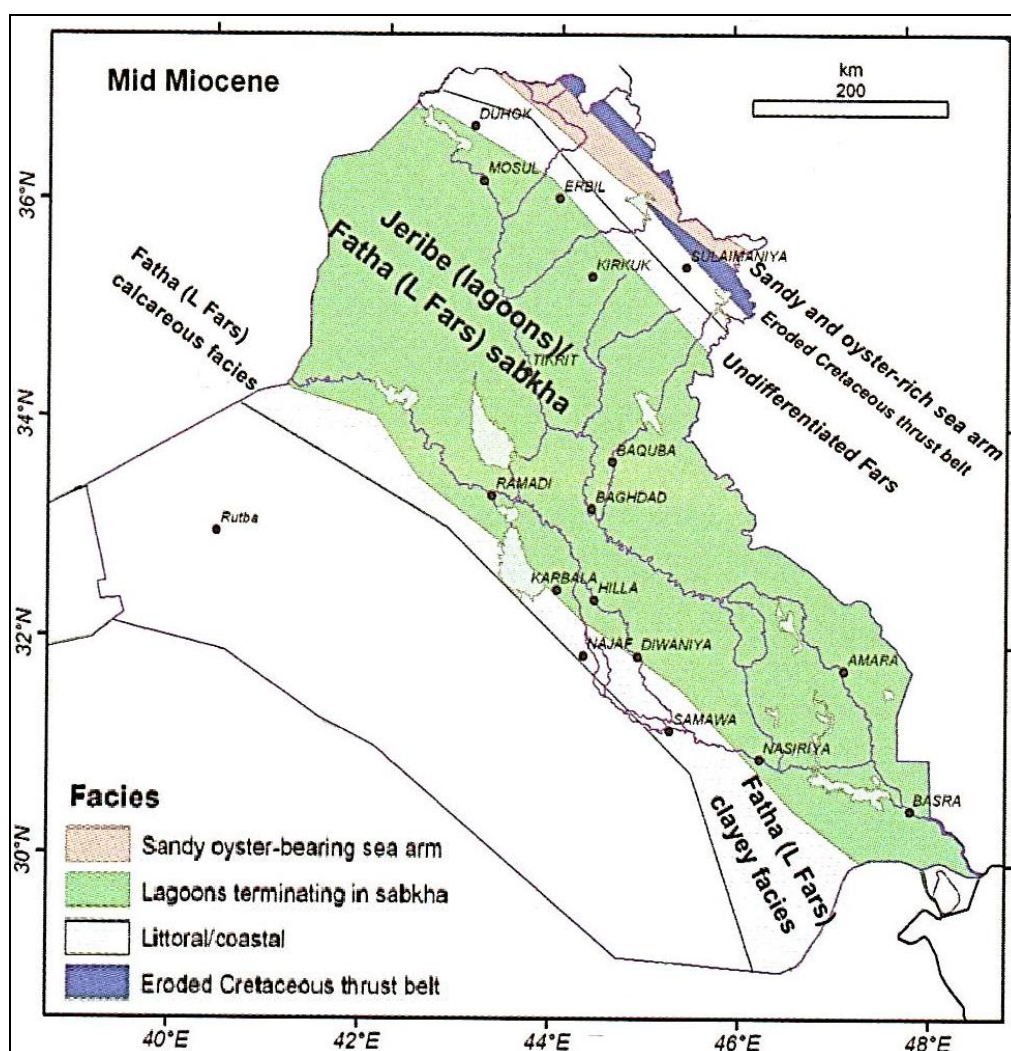 Mid Miocene
km
200
DUHOK
MOSUL
ERBIL
36°N
Jeribe (lagoons)/
Fatha (L Fars) sabkha
KIRKUK
SULAIMANIYA
Sandy and oyster-rich sea arm
Eroded Cretaceous thrust belt
Undifferentiated Fars
Fatha (L Fars)
calcareous facies
TIKRIT
34°N
BAQUBA
RAMADI
BAGHDAD
Rutba
KARBALA
HILLA
32°N
NAJAF
DIWANIYA
AMARA
SAMAWA
NASIRIYA
BASRA
Fatha (L Fars)
clayey facies
30°N
Facies
Sandy oyster-bearing sea arm
Lagoons terminating in sabkha
Littoral/coastal
Eroded Cretaceous thrust belt
40°E
42°E
44°E
46°E
48°E